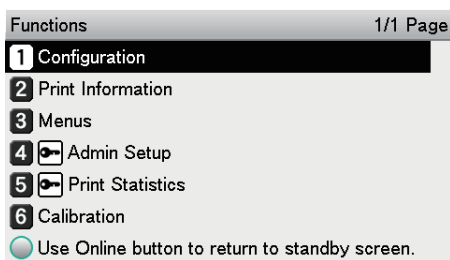 Functions 1/1 Page
1 Configuration
2 Print Information
3 Menus
4 Admin Setup
5 Print Statistics
6 Calibration
Use Online button to return to standby screen.